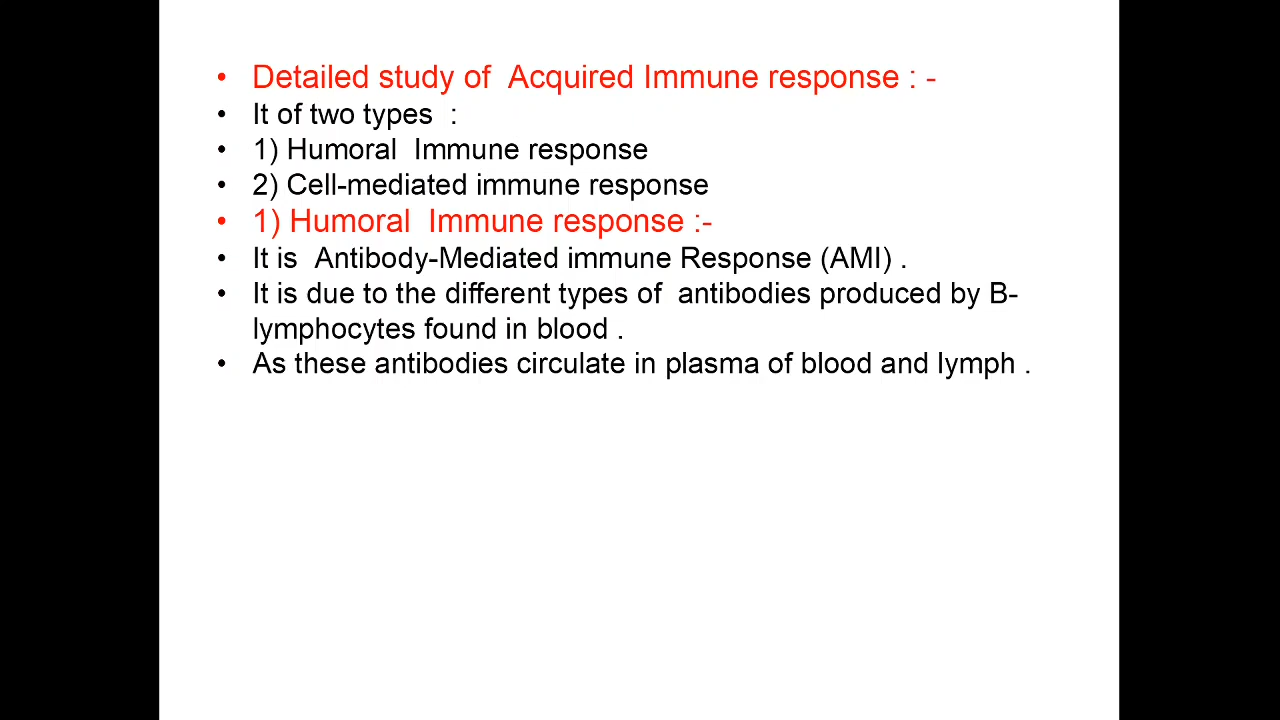 • Detailed study of  Acquired Immune response : -
• It of two types  :
• 1) Humoral  Immune response
• 2) Cell-mediated immune response
• 1) Humoral  Immune response :-
• It is  Antibody-Mediated immune Response (AMI) .
• It is due to the different types of  antibodies produced by B-
lymphocytes found in blood .
• As these antibodies circulate in plasma of blood and lymph .